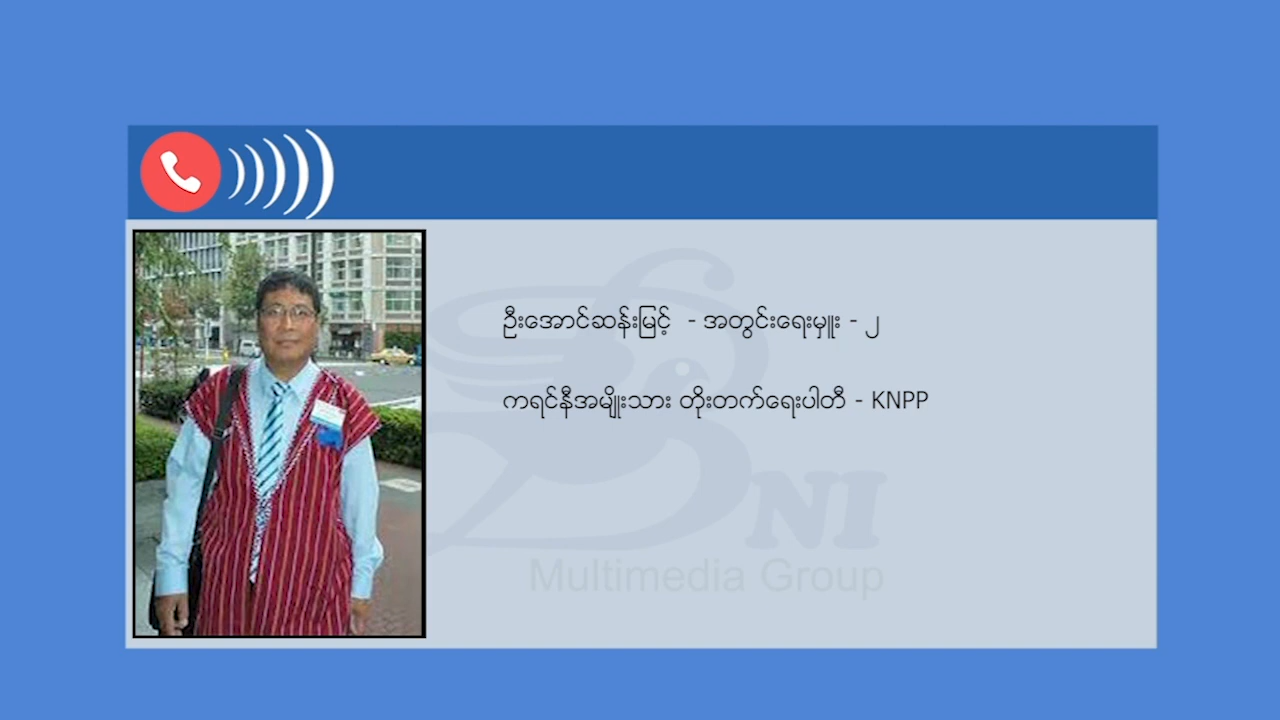 ဦးအောင်ဆန်းမြင့် - အတွင်းရေးမှူး - ၂
ကရင်နီအမျိုးသား တိုးတက်ရေးပါတီ - KNPP
BNI
Multimedia Group